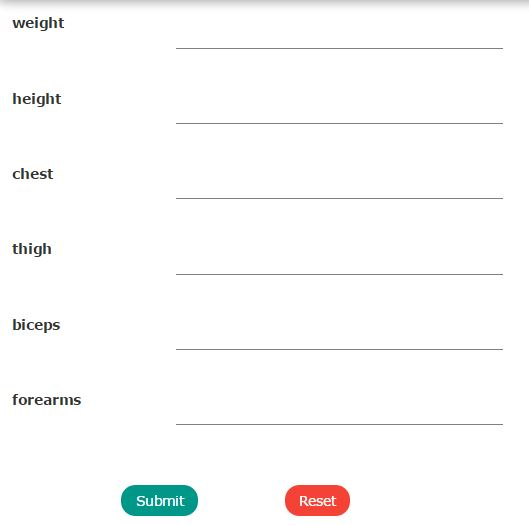 weight
height
chest
thigh
biceps
forearms
Submit Reset